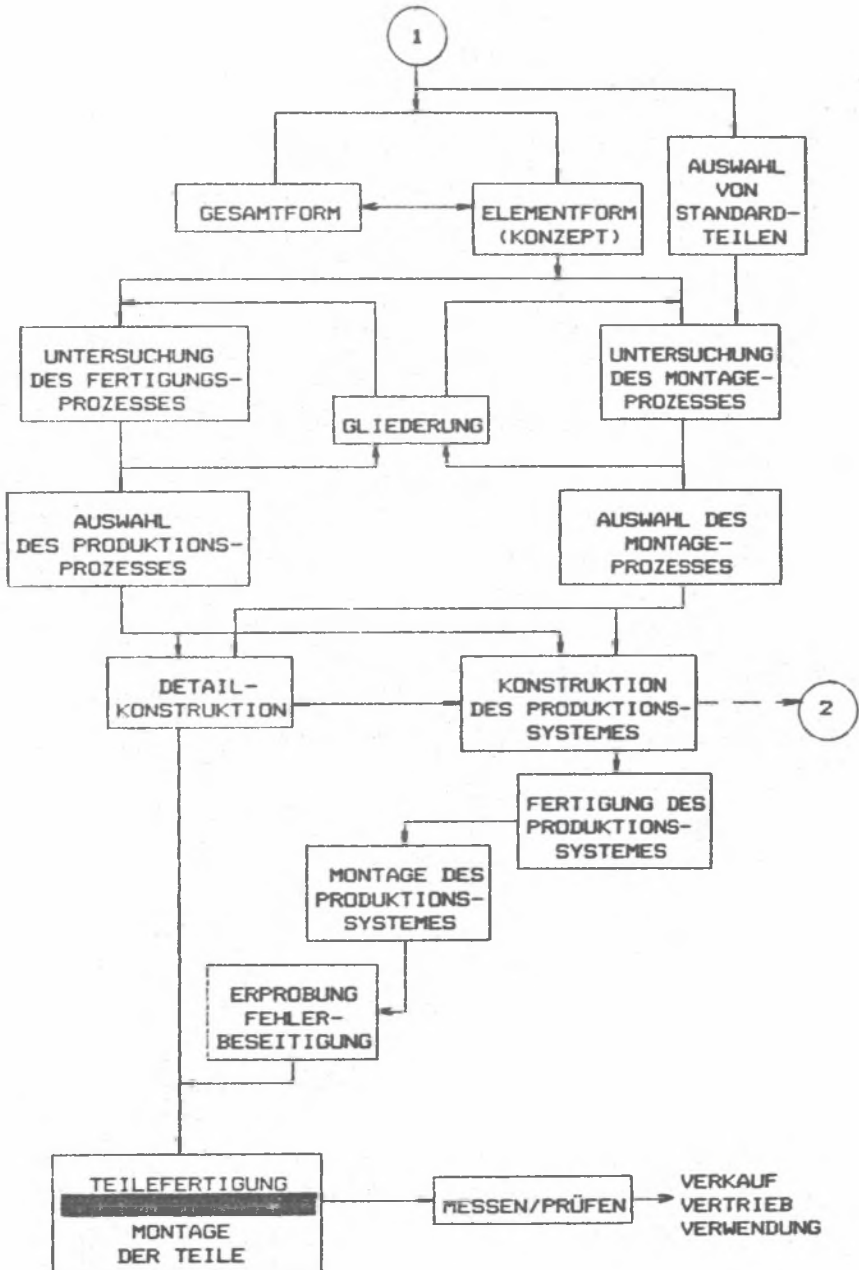 1
AUSWAHL
VON
STANDARD-
TEILEN
GESAMTFORM
ELEMENTFORM
(KONZEPT)
UNTERSUCHUNG
DES FERTIGUNGS-
PROZESSES
UNTERSUCHUNG
DES MONTAGE-
PROZESSES
GLIEDERUNG
AUSWAHL
DES PRODUKTIONS-
PROZESSES
AUSWAHL DES
MONTAGE-
PROZESSES
DETAIL-
KONSTRUKTION
KONSTRUKTION
DES PRODUKTIONS-
SYSTEMES
2
FERTIGUNG DES
PRODUKTIONS-
SYSTEMES
MONTAGE DES
PRODUKTIONS-
SYSTEMES
ERPROBUNG
FEHLER-
BESEITIGUNG
TEILEFERTIGUNG
MONTAGE
DER TEILE
MESSEN/PRÜFEN
VERKAUF
VERTRIEB
VERWENDUNG